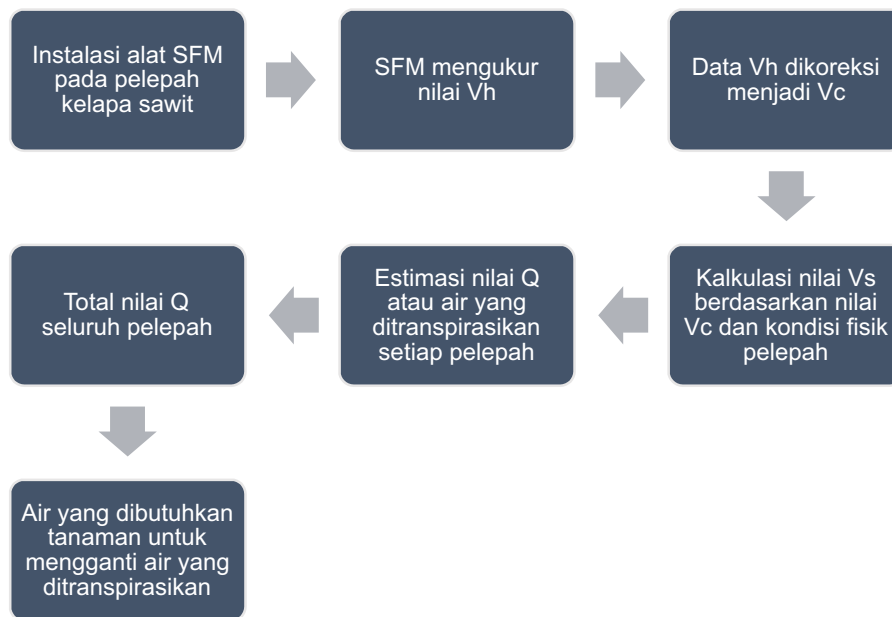 Instalasi alat SFM
pada pelepah
kelapa sawit
SFM mengukur
nilai Vh
Data Vh dikoreksi
menjadi Vc
Kalkulasi nilai Vs
berdasarkan nilai
Vc dan kondisi fisik
pelepah
Estimasi nilai Q
atau air yang
ditranspirasikan
setiap pelepah
Total nilai Q
seluruh pelepah
Air yang dibutuhkan
tanaman untuk
mengganti air yang
ditranspirasikan